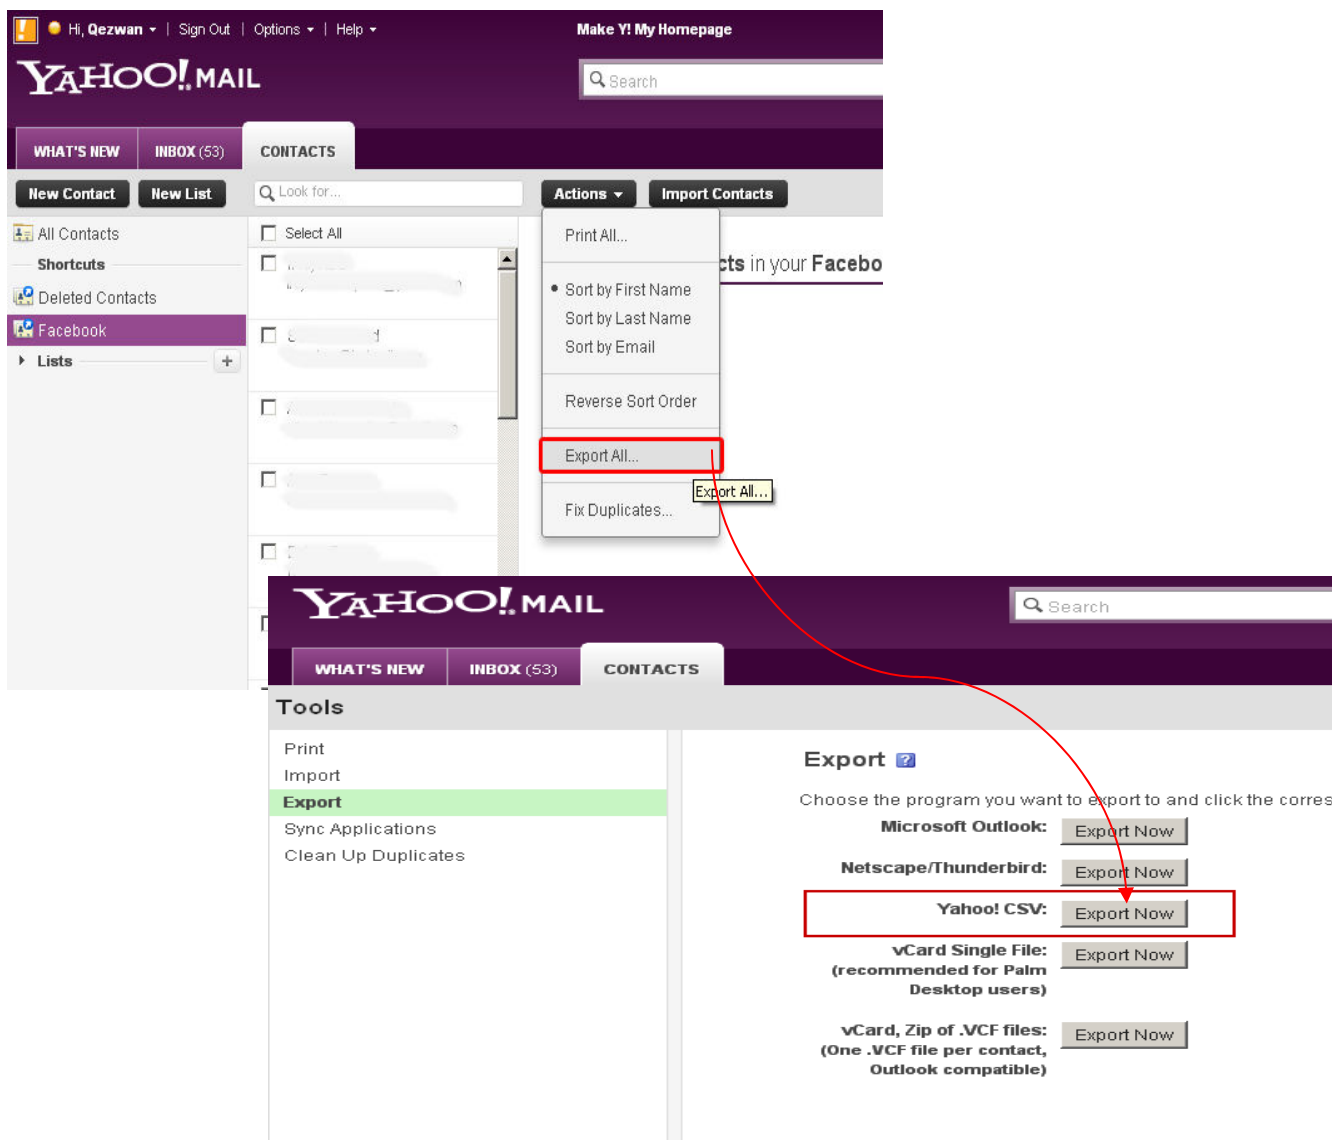 Hi, Qezwan | Sign Out | Options | Help
Make Y! My Homepage
YAHOO! MAIL
Search
WHAT'S NEW
INBOX (53)
CONTACTS
New Contact
New List
Look for...
Actions
Import Contacts
All Contacts
Shortcuts
Deleted Contacts
Facebook
Lists
+
Select All
Print All...
Sort by First Name
Sort by Last Name
Sort by Email
Reverse Sort Order
Export All...
Export All...
Fix Duplicates...
in your Facebo
YAHOO! MAIL
Search
WHAT'S NEW
INBOX (53)
CONTACTS
Tools
Print
Import
Export
Sync Applications
Clean Up Duplicates
Export ?
Choose the program you want to export to and click the corres
Microsoft Outlook: Export Now
Netscape/Thunderbird: Export Now
Yahoo! CSV: Export Now
vCard Single File: Export Now
(recommended for Palm
Desktop users)
vCard, Zip of .VCF files: Export Now
(One .VCF file per contact,
Outlook compatible)